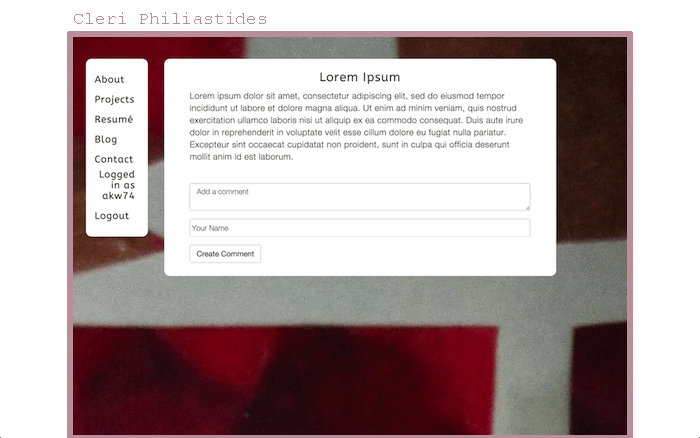 Cleri Philiastides
About
Projects
Resumé
Blog
Contact
Logged
in as
akw74
Logout
Lorem Ipsum
Lorem ipsum dolor sit amet, consectetur adipiscing elit, sed do eiusmod tempor
incididunt ut labore et dolore magna aliqua. Ut enim ad minim veniam, quis nostrud
exercitation ullamco laboris nisi ut aliquip ex ea commodo consequat. Duis aute irure
dolor in reprehenderit in voluptate velit esse cillum dolore eu fugiat nulla pariatur.
Excepteur sint occaecat cupidatat non proident, sunt in culpa qui officia deserunt
mollit anim id est laborum.
Add a comment
Your Name
Create Comment